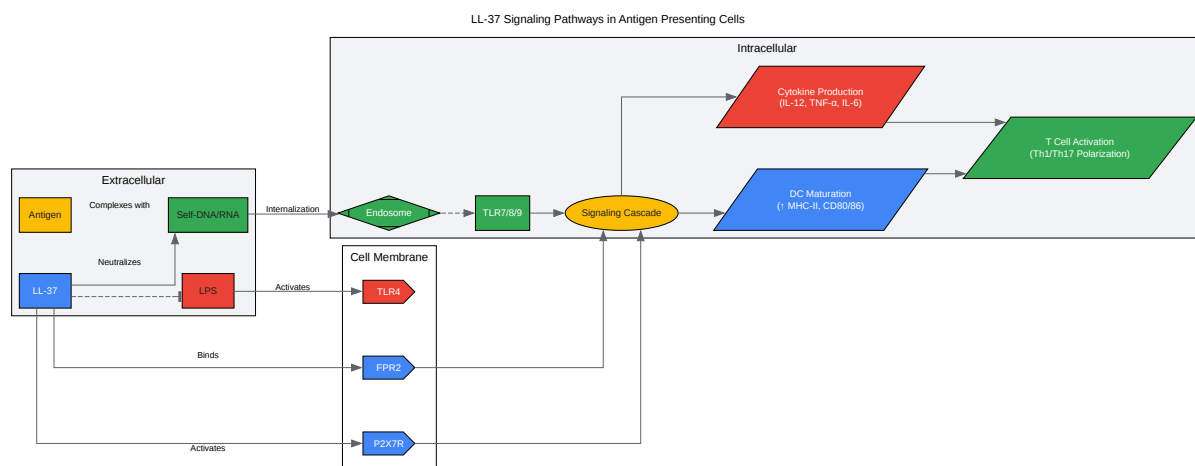 LL-37 Signaling Pathways in Antigen Presenting Cells
Intracellular
Cytokine Production
(IL-12, TNF-α, IL-6)
T Cell Activation
(Th1/Th17 Polarization)
DC Maturation
(↑ MHC-II, CD80/86)
Extracellular
Antigen
Complexes with
Self-DNA/RNA
Internalization
Endosome
TLR7/8/9
Signaling Cascade
Neutralizes
LL-37
LPS
Activates
Cell Membrane
TLR4
Binds
FPR2
Activates
P2X7R